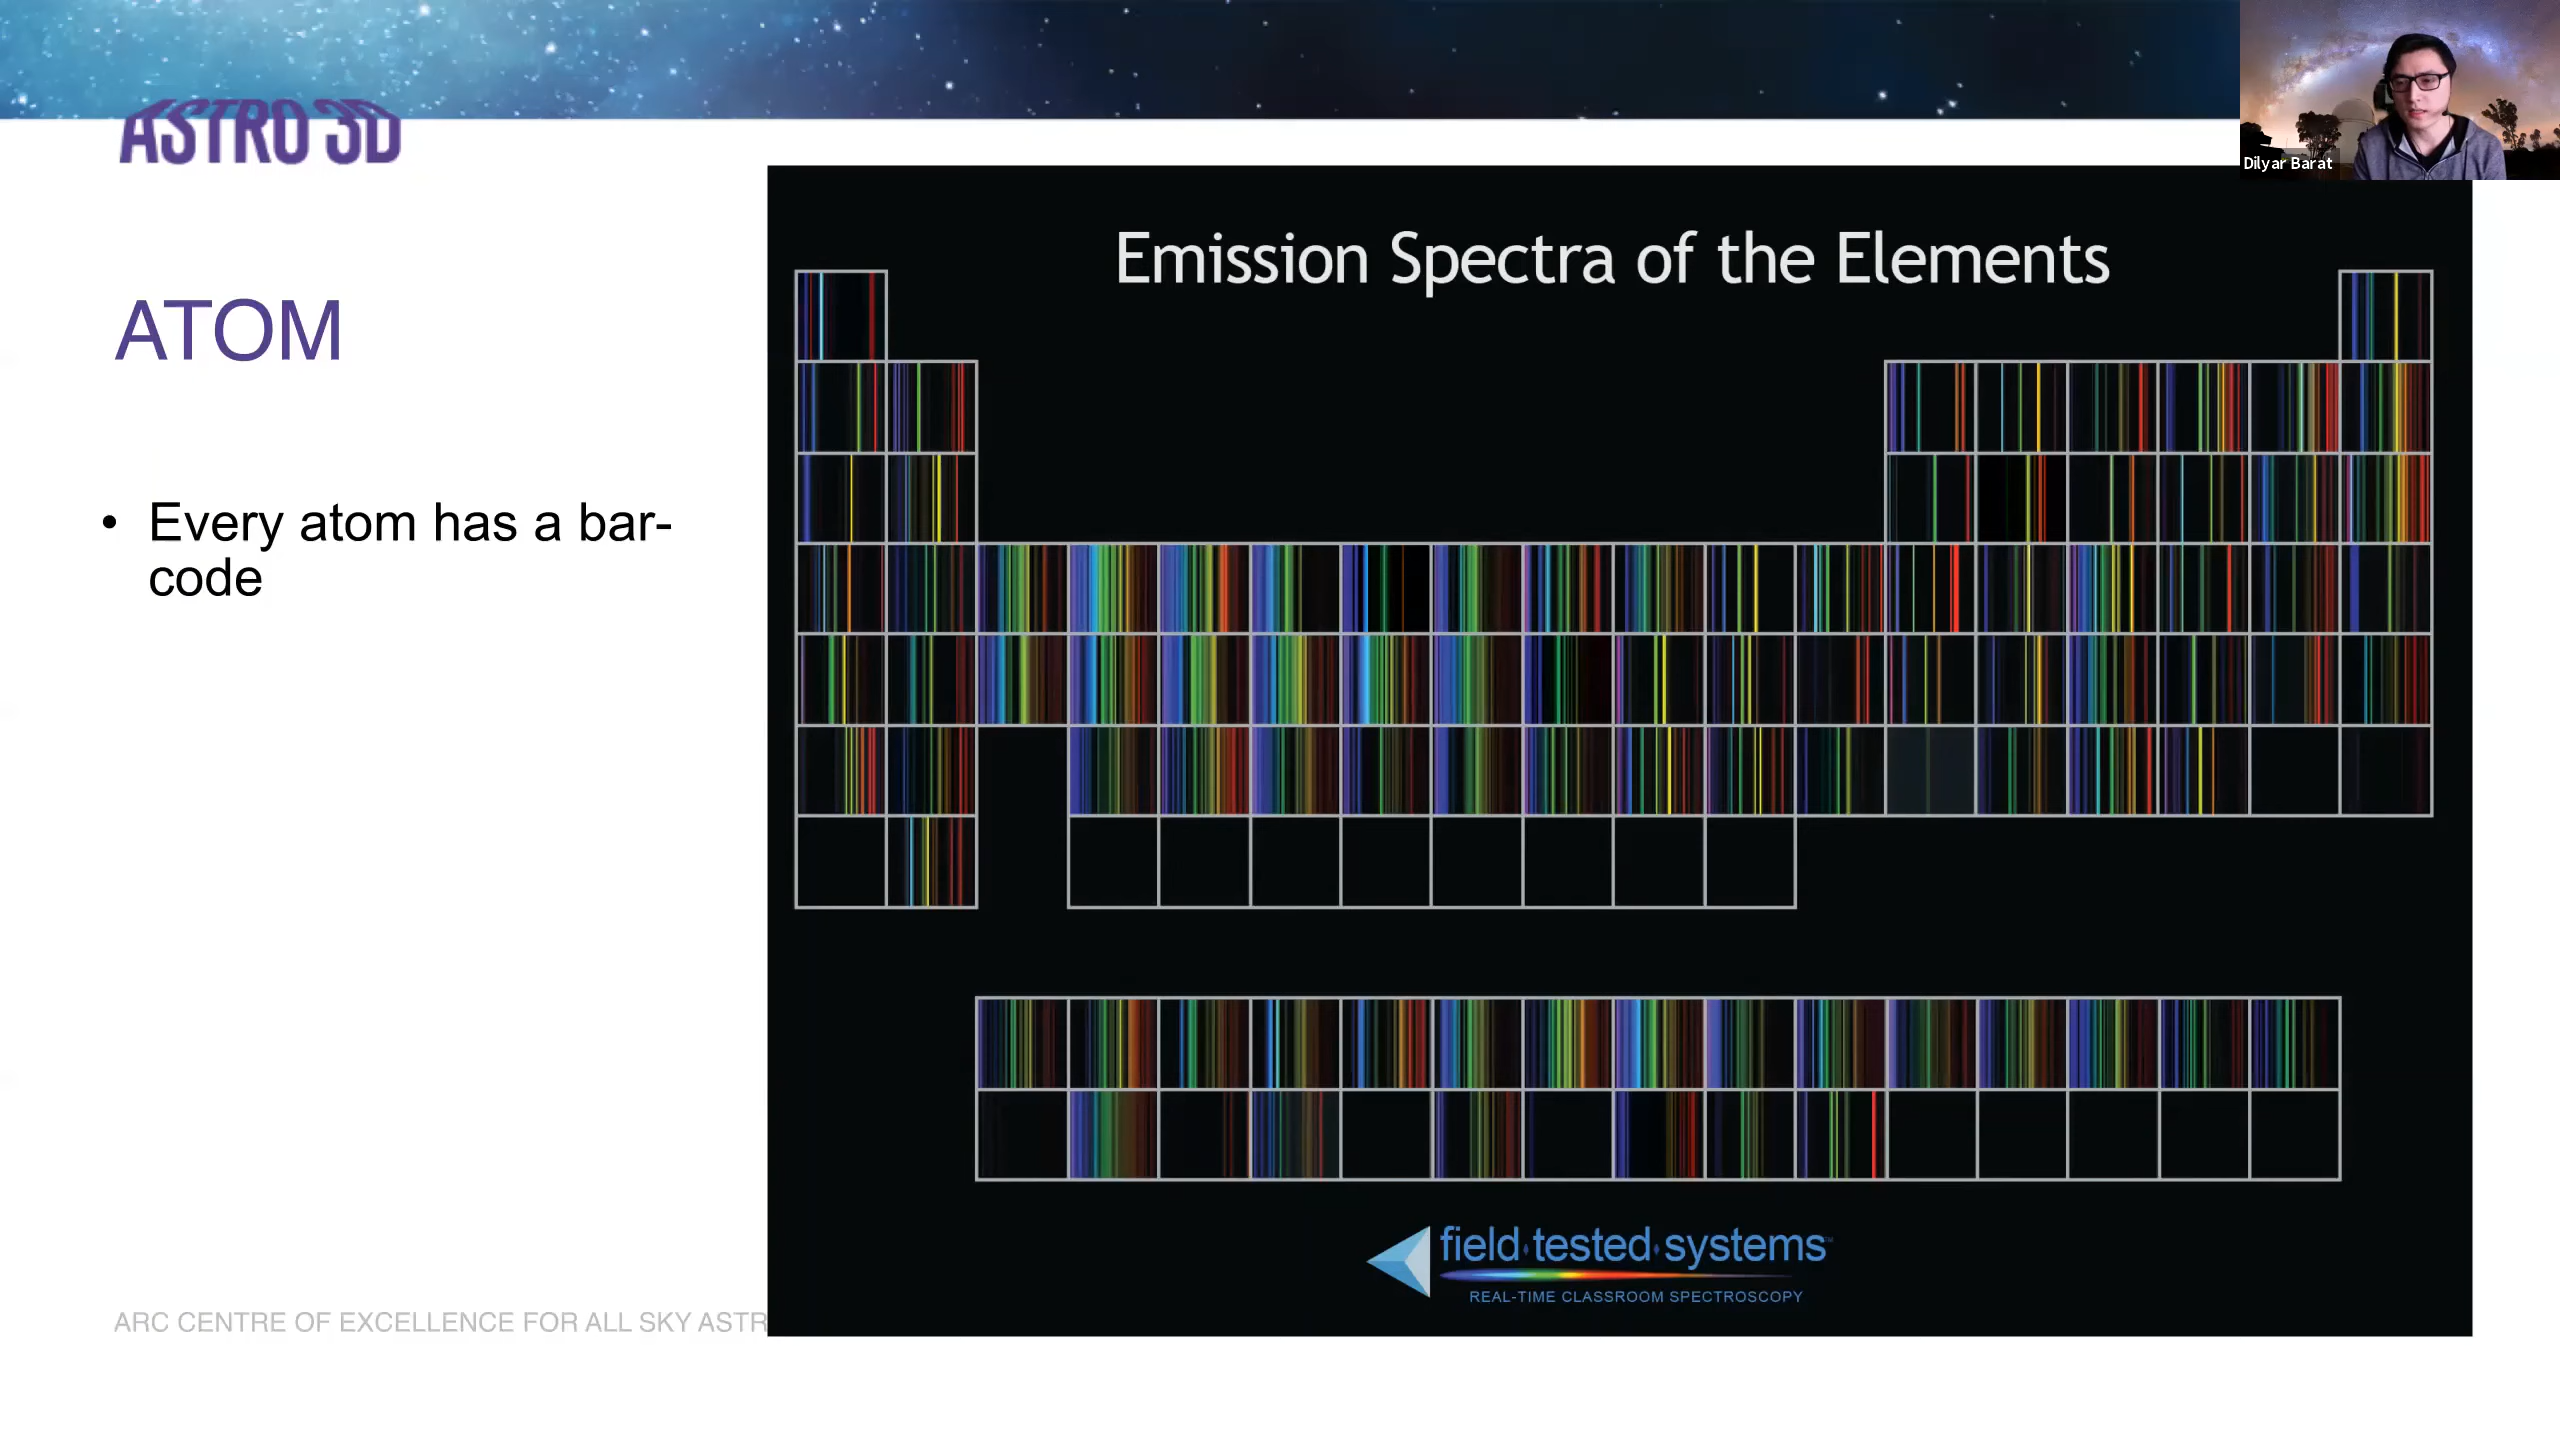 ASTRO 3D
Dilyar Barat
Emission Spectra of the Elements
ATOM
• Every atom has a bar-
code
field·tested·systems™
REAL-TIME CLASSROOM SPECTROSCOPY
ARC CENTRE OF EXCELLENCE FOR ALL SKY ASTR